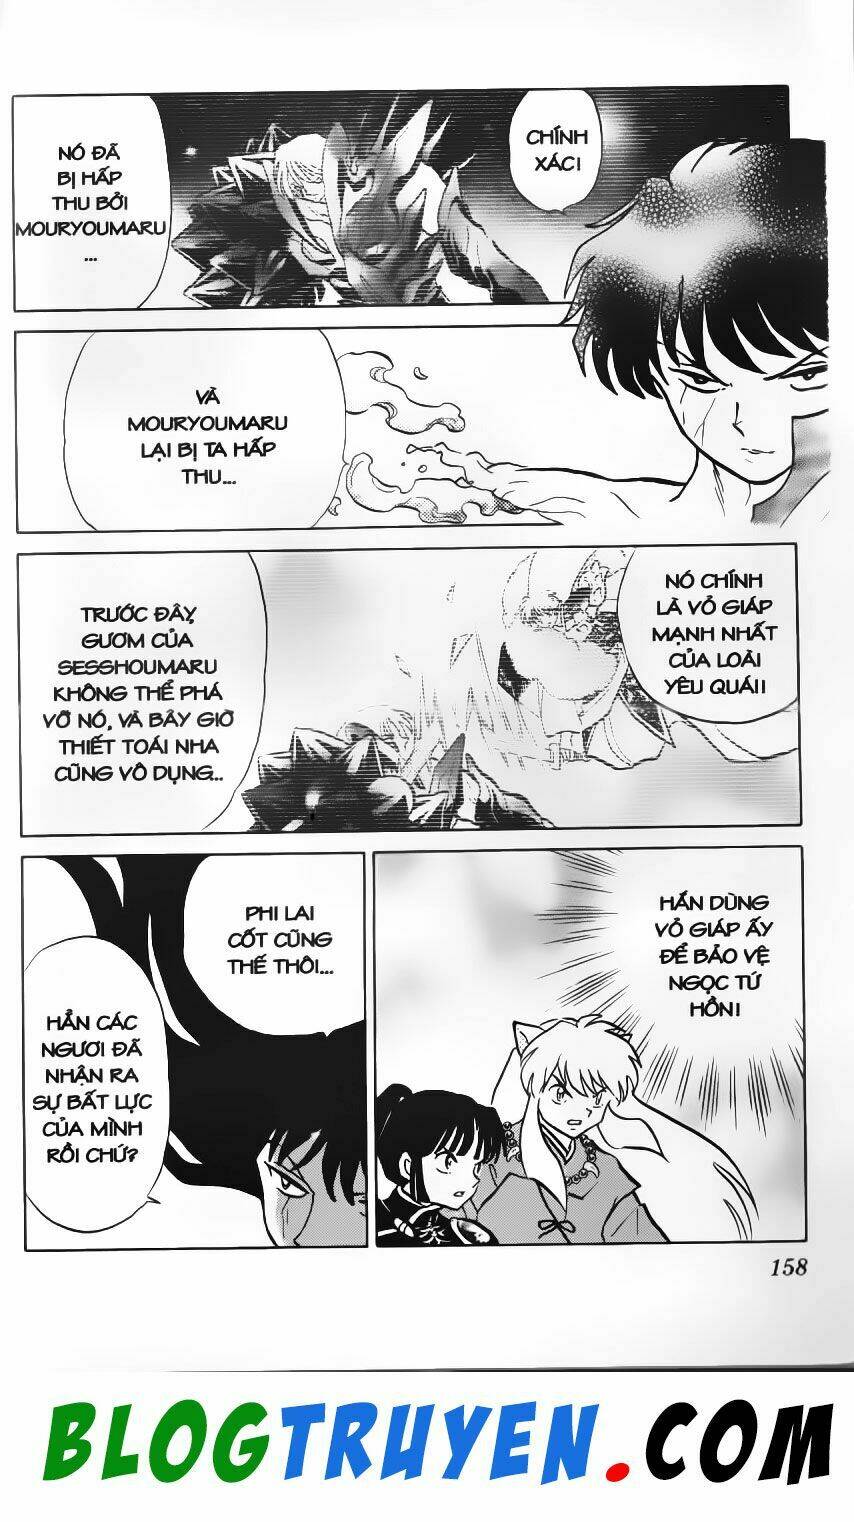 CHÍNH
XÁC!
NÓ ĐÃ
BỊ HẤP
THU BỞI
MOURYOUMARU
...
VÀ
MOURYOUMARU
LẠI BỊ TA HẤP
THU...
NÓ CHÍNH
LÀ VỎ GIÁP
MẠNH NHẤT
CỦA LOÀI
YÊU QUÁI!
TRƯỚC ĐÂY,
GƯƠM CỦA
SESSHOUMARU
KHÔNG THỂ PHÁ
VỠ NÓ, VÀ BÂY GIỜ
THIẾT TOÁI NHA
CŨNG VÔ DỤNG...
HẮN DÙNG
VỎ GIÁP ẤY
ĐỂ BẢO VỆ
NGỌC TỨ
HỒN!
PHI LAI
CỐT CŨNG
THẾ THÔI...
HẲN CÁC
NGƯƠI ĐÃ
NHẬN RA
SỰ BẤT LỰC
CỦA MÌNH
RỒI CHỨ?
158
BLOGTRUYEN.COM